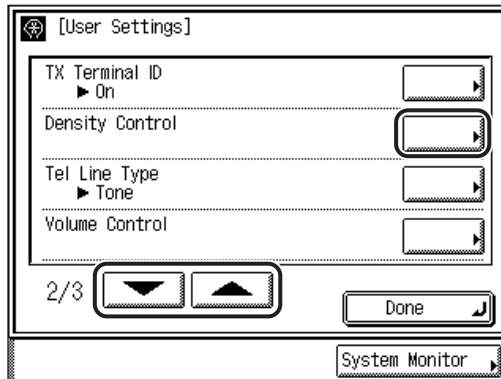 [User Settings]
TX Terminal ID
► On
Density Control
Tel Line Type
► Tone
Volume Control
2/3
Done
System Monitor